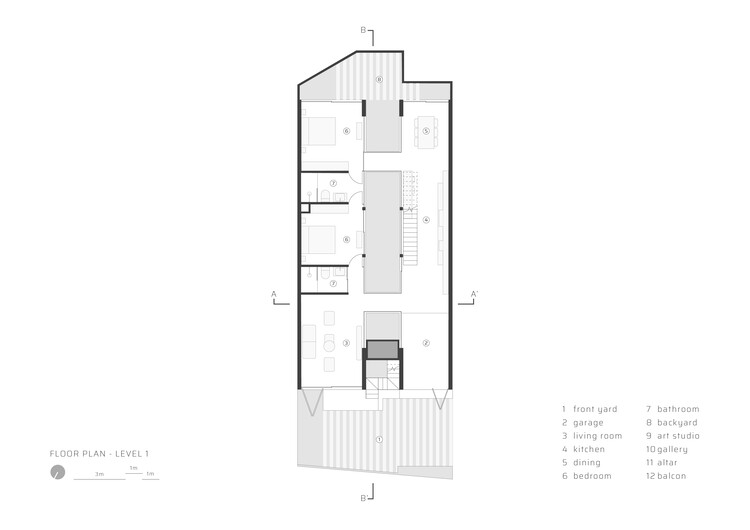 B
8
6
5
7
4
6
7
A
A'
3
2
1
B'
FLOOR PLAN - LEVEL 1
3m
1m
1m
1 front yard
2 garage
3 living room
4 kitchen
5 dining
6 bedroom
7 bathroom
8 backyard
9 art studio
10 gallery
11 altar
12 balcon